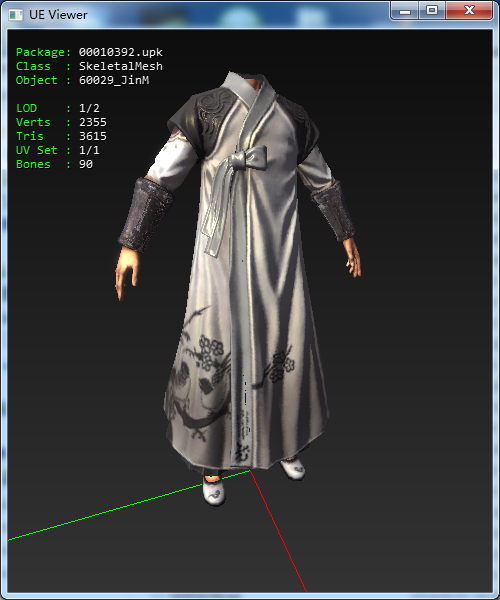 UE Viewer
Package: 00010392.upk
Class : SkeletalMesh
Object : 60029_JinM
LOD : 1/2
Verts : 2355
Tris : 3615
UV Set : 1/1
Bones : 90